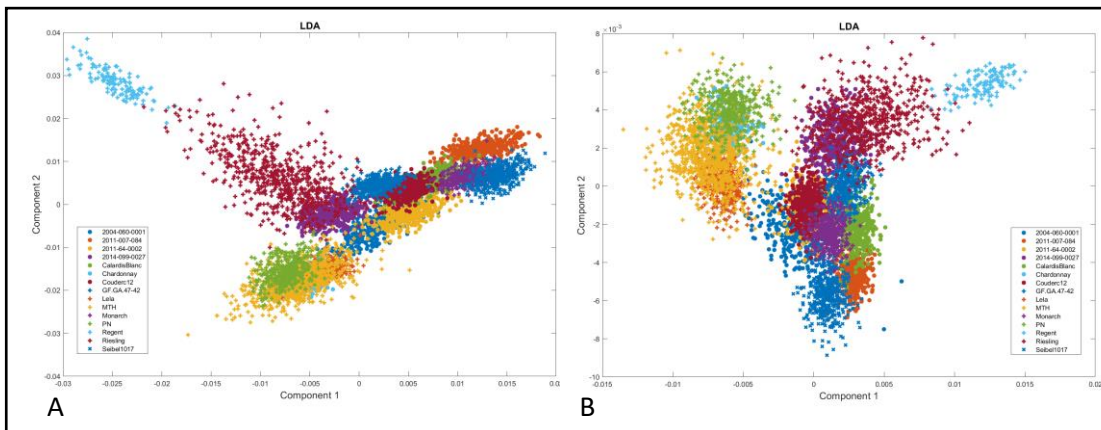 LDA
0.04
0.03
0.02
0.01
0
-0.01
-0.02
-0.03
-0.04
Component 2
2004-060-0001
2011-007-084
2011-64-0002
2014-099-0027
CalardisBlanc
Chardonnay
Couderc12
GF.GA.47-42
Lela
MTH
Monarch
PN
Regent
Riesling
Seibel1017
-0.03 -0.025 -0.02 -0.015 -0.01 -0.005 0 0.005 0.01 0.015 0.0
Component 1
A
LDA
×10⁻³
8
6
4
2
0
-2
-4
-6
-8
-10
Component 2
2004-060-0001
2011-007-084
2011-64-0002
2014-099-0027
CalardisBlanc
Chardonnay
Couderc12
GF.GA.47-42
Lela
MTH
Monarch
PN
Regent
Riesling
Seibel1017
-0.015 -0.01 -0.005 0 0.005 0.01 0.015 0.02
Component 1
B